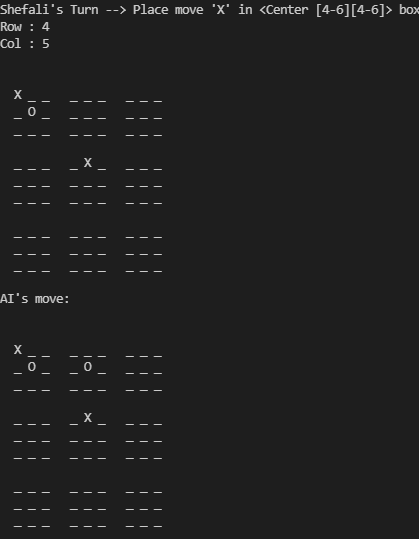 Shefali's Turn --> Place move 'X' in <Center [4-6][4-6]> box
Row : 4
Col : 5
X _ _  _ _ _  _ _ _
_ O _  _ _ _  _ _ _
_ _ _  _ _ _  _ _ _
_ _ _  _ X _  _ _ _
_ _ _  _ _ _  _ _ _
_ _ _  _ _ _  _ _ _
_ _ _  _ _ _  _ _ _
_ _ _  _ _ _  _ _ _
_ _ _  _ _ _  _ _ _
AI's move:
X _ _  _ _ _  _ _ _
_ O _  _ O _  _ _ _
_ _ _  _ _ _  _ _ _
_ _ _  _ X _  _ _ _
_ _ _  _ _ _  _ _ _
_ _ _  _ _ _  _ _ _
_ _ _  _ _ _  _ _ _
_ _ _  _ _ _  _ _ _
_ _ _  _ _ _  _ _ _